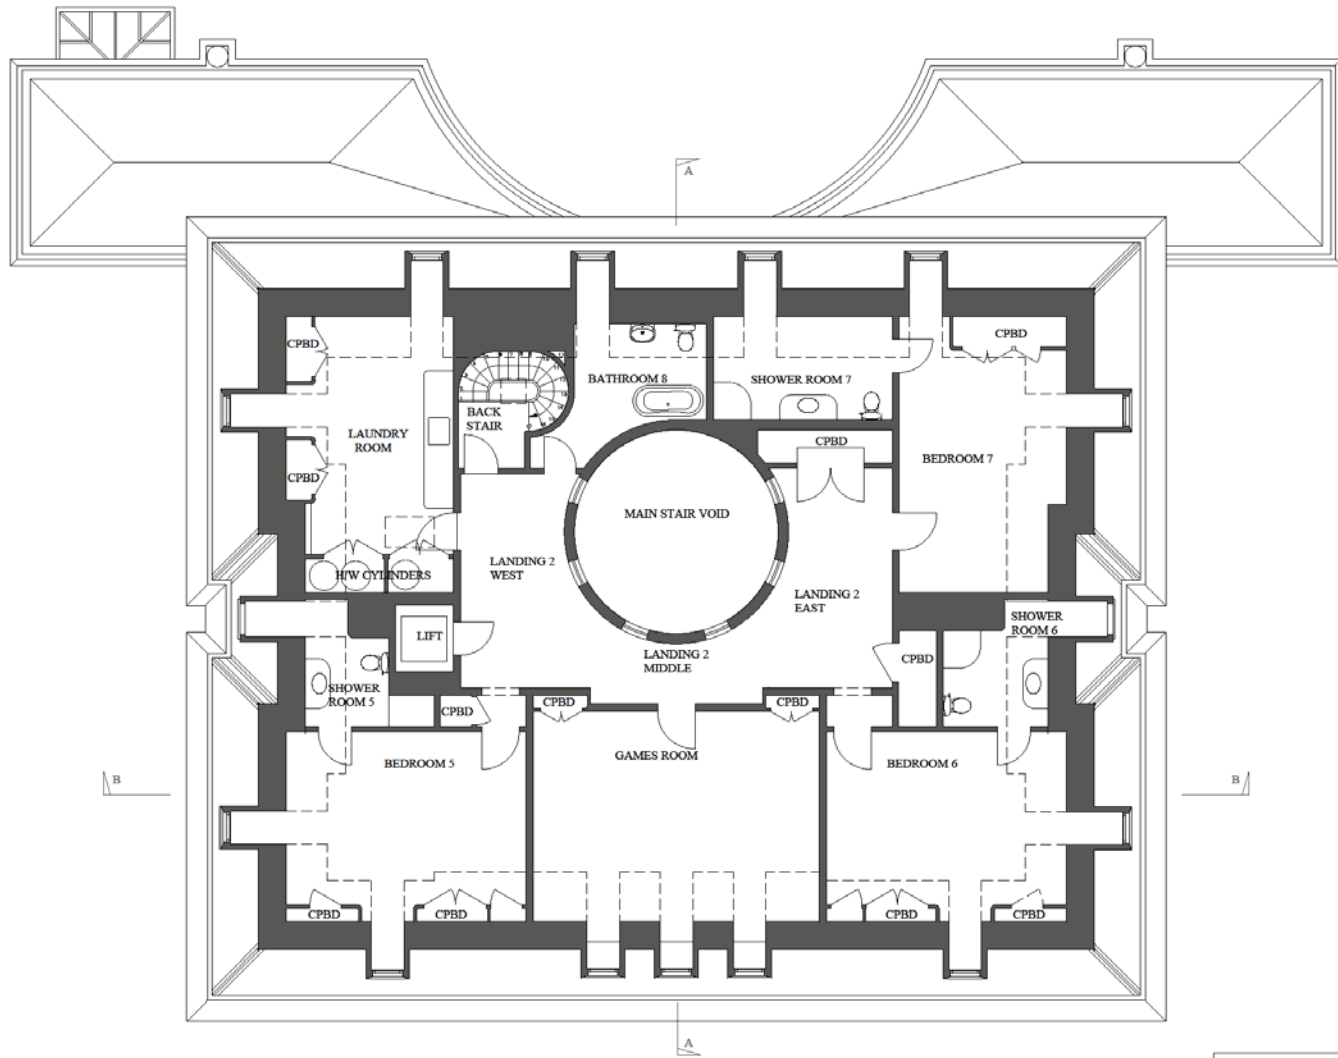 A
CPBD
CPBD
BATHROOM 8
SHOWER ROOM 7
BACK
STAIR
LAUNDRY
ROOM
CPBD
BEDROOM 7
CPBD
MAIN STAIR VOID
LANDING 2
WEST
H/W CYLINDERS
LANDING 2
EAST
SHOWER
ROOM 6
LIFT
LANDING 2
MIDDLE
CPBD
SHOWER
ROOM 5
CPBD
CPBD
CPBD
GAMES ROOM
BEDROOM 5
BEDROOM 6
B
B
CPBD
CPBD
CPBD
CPBD
A